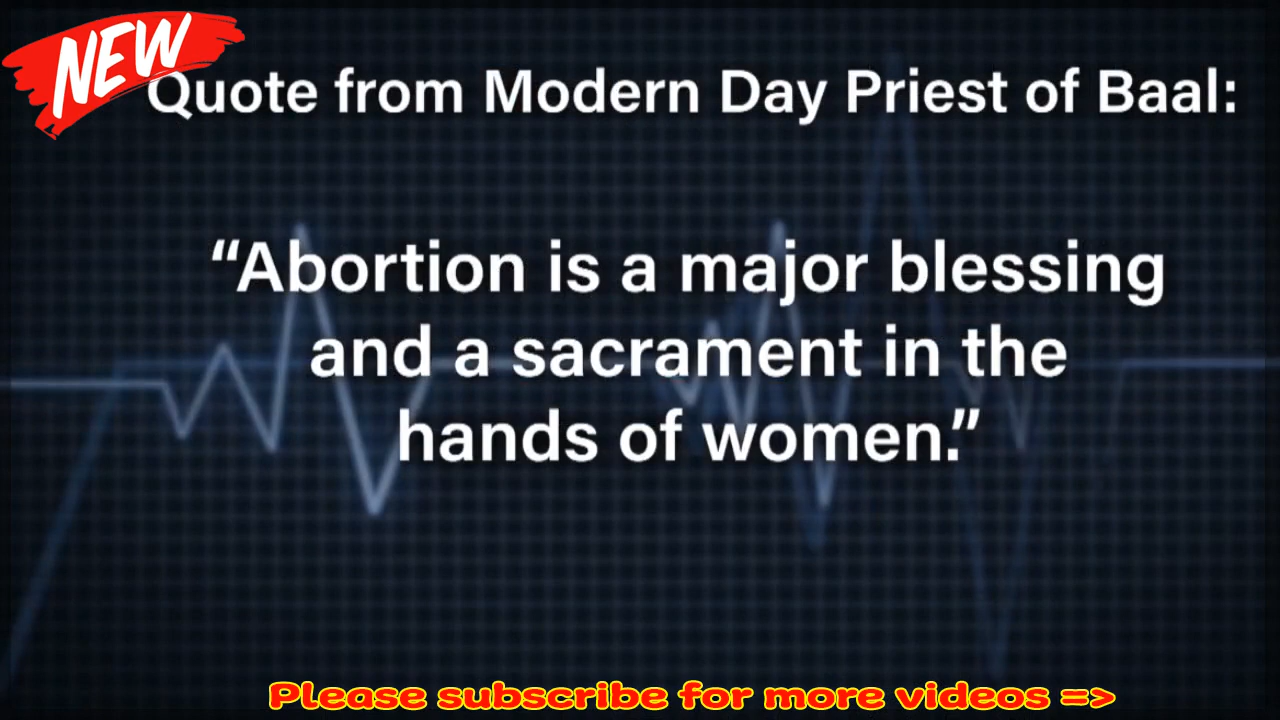 NEW
Quote from Modern Day Priest of Baal:
“Abortion is a major blessing
and a sacrament in the
hands of women.”
Please subscribe for more videos =>